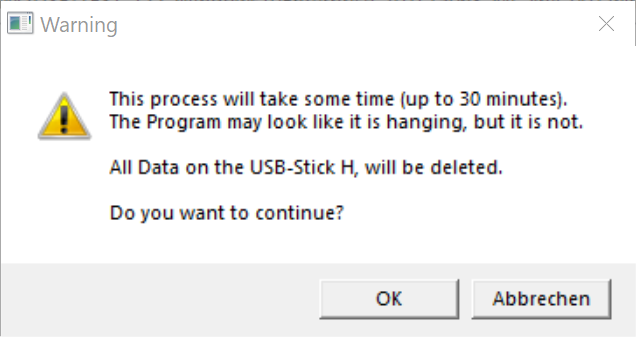 Warning
This process will take some time (up to 30 minutes).
The Program may look like it is hanging, but it is not.
All Data on the USB-Stick H, will be deleted.
Do you want to continue?
OK
Abbrechen